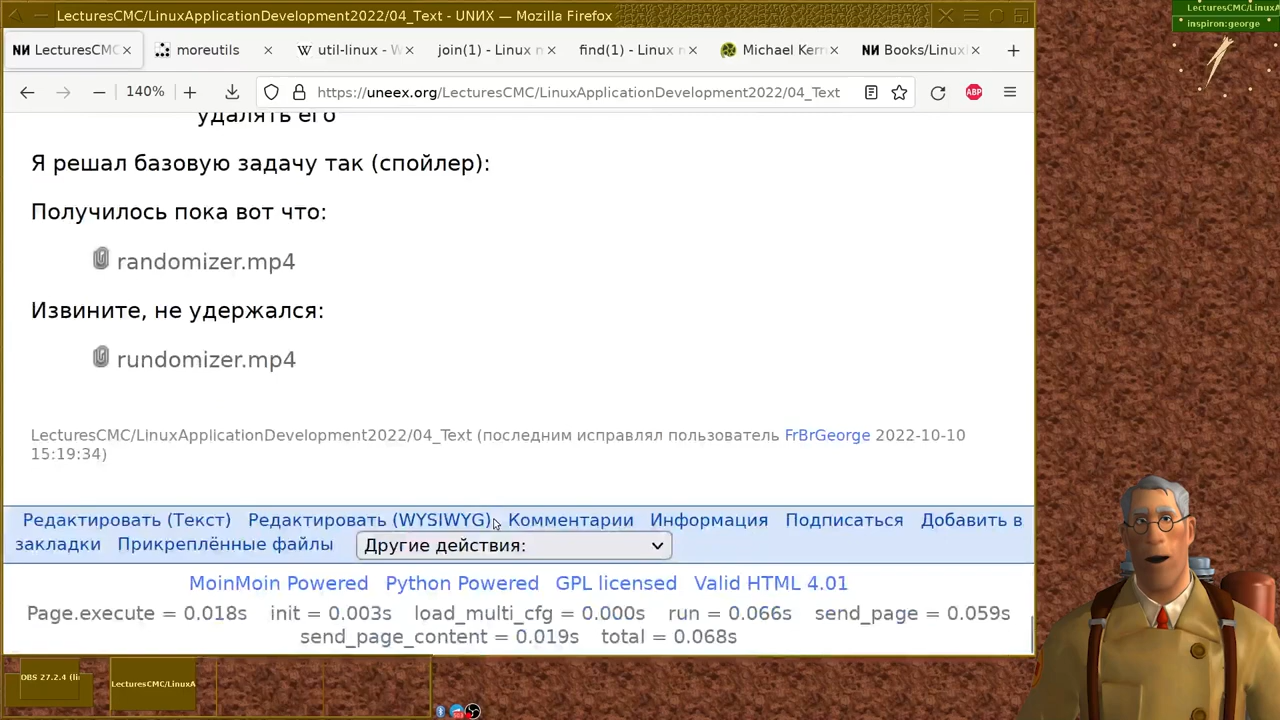 LecturesCMC/LinuxApplicationDevelopment2022/04_Text - UNИX — Mozilla Firefox
LecturesCMC/LinuxA
inspiron:george
LecturesCMC
moreutils
util-linux - W
join(1) - Linux m
find(1) - Linux m
Michael Kerr
Books/Linux
140%
https://uneex.org/LecturesCMC/LinuxApplicationDevelopment2022/04_Text
ABP
удалять его
Я решал базовую задачу так (спойлер):
Получилось пока вот что:
randomizer.mp4
Извините, не удержался:
rundomizer.mp4
LecturesCMC/LinuxApplicationDevelopment2022/04_Text (последним исправлял пользователь FrBrGeorge 2022-10-10
15:19:34)
Редактировать (Текст) Редактировать (WYSIWYG) Комментарии Информация Подписаться Добавить в
закладки Прикреплённые файлы Другие действия:
MoinMoin Powered Python Powered GPL licensed Valid HTML 4.01
Page.execute = 0.018s init = 0.003s load_multi_cfg = 0.000s run = 0.066s send_page = 0.059s
send_page_content = 0.019s total = 0.068s
OBS 27.2.4 (li
LecturesCMC/LinuxA